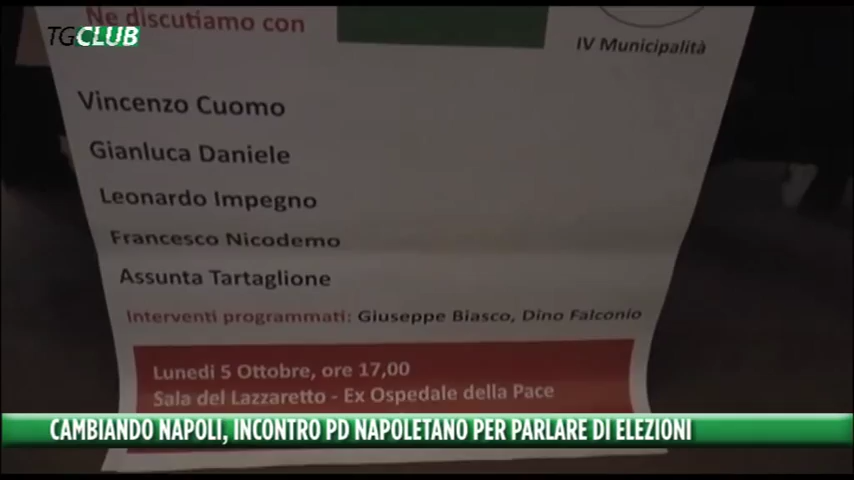 TGCLUB
Ne discutiamo con
IV Municipalità
Vincenzo Cuomo
Gianluca Daniele
Leonardo Impegno
Francesco Nicodemo
Assunta Tartaglione
Interventi programmati: Giuseppe Biasco, Dino Falconio
Lunedì 5 Ottobre, ore 17,00
Sala del Lazzaretto - Ex Ospedale della Pace
CAMBIANDO NAPOLI, INCONTRO PD NAPOLETANO PER PARLARE DI ELEZIONI